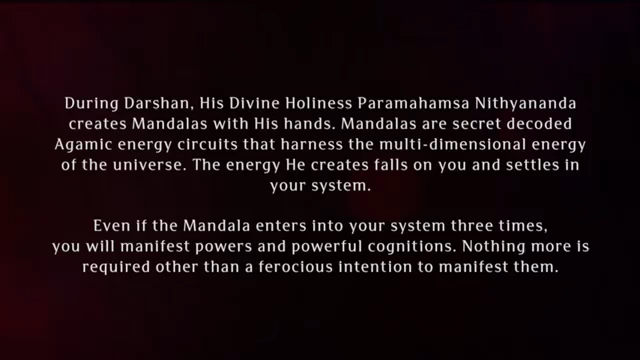 During Darshan, His Divine Holiness Paramahamsa Nithyananda
creates Mandalas with His hands. Mandalas are secret decoded
Agamic energy circuits that harness the multi-dimensional energy
of the universe. The energy He creates falls on you and settles in
your system.
Even if the Mandala enters into your system three times,
you will manifest powers and powerful cognitions. Nothing more is
required other than a ferocious intention to manifest them.